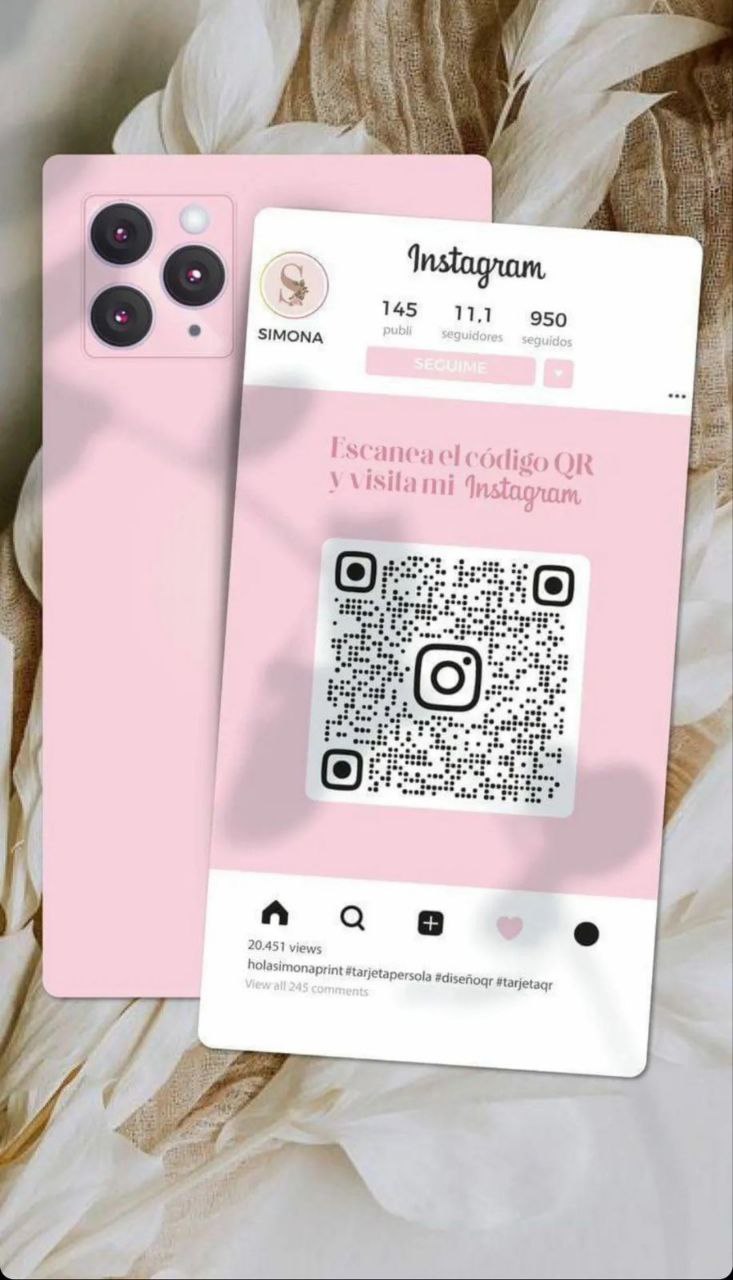 Instagram
S
SIMONA
145 11,1 950
publi seguidores seguidos
SEGUIME
Escanea el código QR
y visita mi Instagram
20.451 views
holasimonaprint #tarjetapersola #diseñoqr #tarjetaqr
View all 245 comments